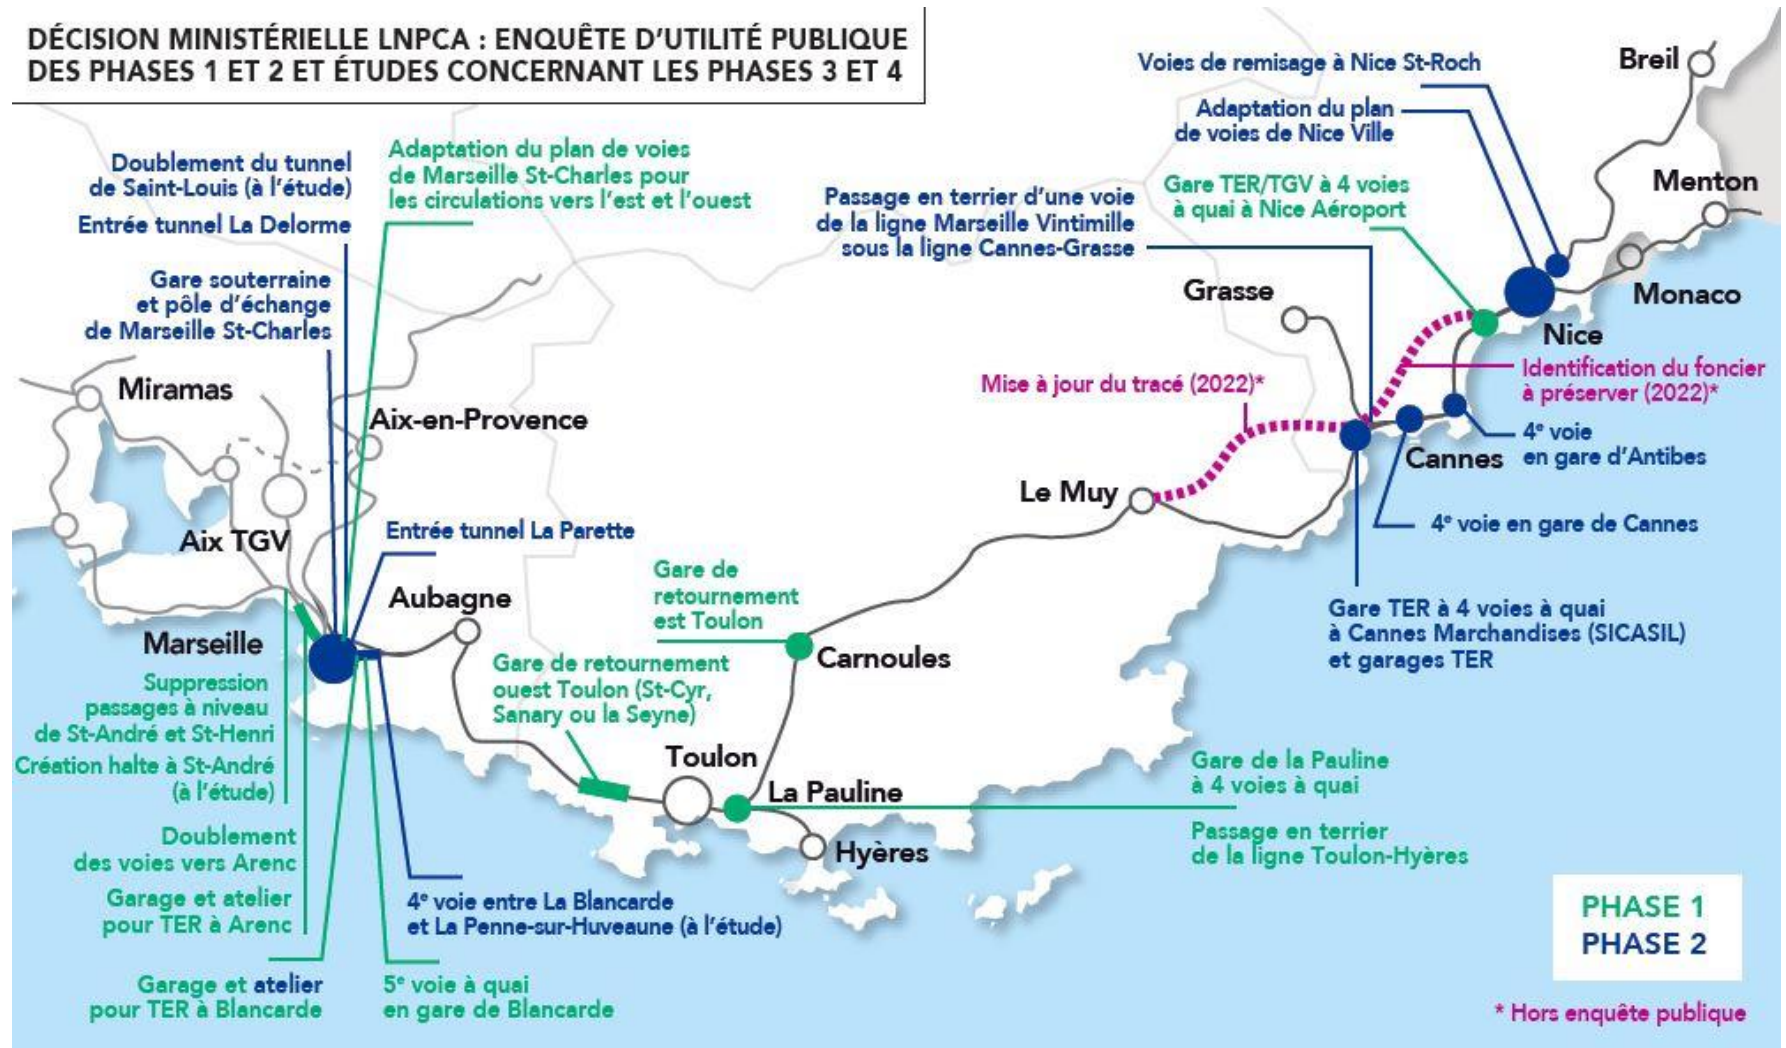 DÉCISION MINISTÉRIELLE LNPCA : ENQUÊTE D'UTILITÉ PUBLIQUE
DES PHASES 1 ET 2 ET ÉTUDES CONCERNANT LES PHASES 3 ET 4
Doublement du tunnel
de Saint-Louis (à l'étude)
Entrée tunnel La Delorme
Gare souterraine
et pôle d'échange
de Marseille St-Charles
Adaptation du plan de voies
de Marseille St-Charles pour
les circulations vers l'est et l'ouest
Voies de remisage à Nice St-Roch
Adaptation du plan
de voies de Nice Ville
Gare TER/TGV à 4 voies
à quai à Nice Aéroport
Passage en terrier d'une voie
de la ligne Marseille Vintimille
sous la ligne Cannes-Grasse
Breil
Menton
Monaco
Nice
Grasse
Identification du foncier
à préserver (2022)*
Mise à jour du tracé (2022)*
4e voie
en gare d'Antibes
Cannes
4e voie en gare de Cannes
Le Muy
Gare TER à 4 voies à quai
à Cannes Marchandises (SICASIL)
et garages TER
Miramas
Aix-en-Provence
Aix TGV
Entrée tunnel La Parette
Aubagne
Marseille
Gare de
retournement
est Toulon
Carnoules
Gare de retournement
ouest Toulon (St-Cyr,
Sanary ou la Seyne)
Toulon
La Pauline
Hyères
Gare de la Pauline
à 4 voies à quai
Passage en terrier
de la ligne Toulon-Hyères
Suppression
passages à niveau
de St-André et St-Henri
Création halte à St-André
(à l'étude)
Doublement
des voies vers Arenc
Garage et atelier
pour TER à Arenc
Garage et atelier
pour TER à Blancarde
5e voie à quai
en gare de Blancarde
4e voie entre La Blancarde
et La Penne-sur-Huveaune (à l'étude)
PHASE 1
PHASE 2
* Hors enquête publique